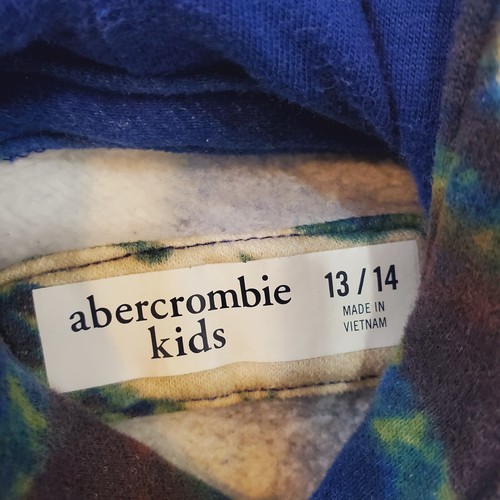 abercrombie
kids
13 / 14
MADE IN
VIETNAM